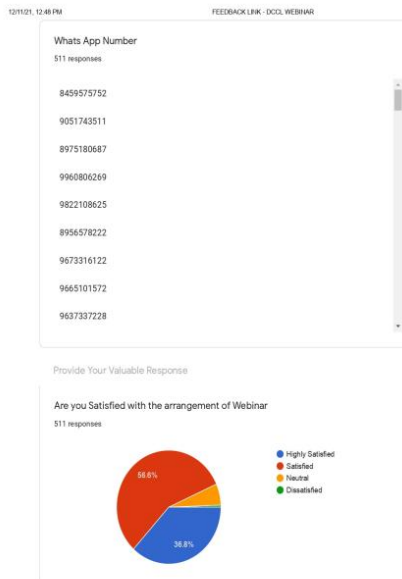 12/11/21, 12:48 PM FEEDBACK LINK - DCCL WEBINAR
Whats App Number
511 responses
8459575752
9051743511
8975180687
9960806269
9822108625
8956578222
9673316122
9665101572
9637337228
Provide Your Valuable Response
Are you Satisfied with the arrangement of Webinar
511 responses
Highly Satisfied
Satisfied
Neutral
Dissatisfied
56.6%
36.8%